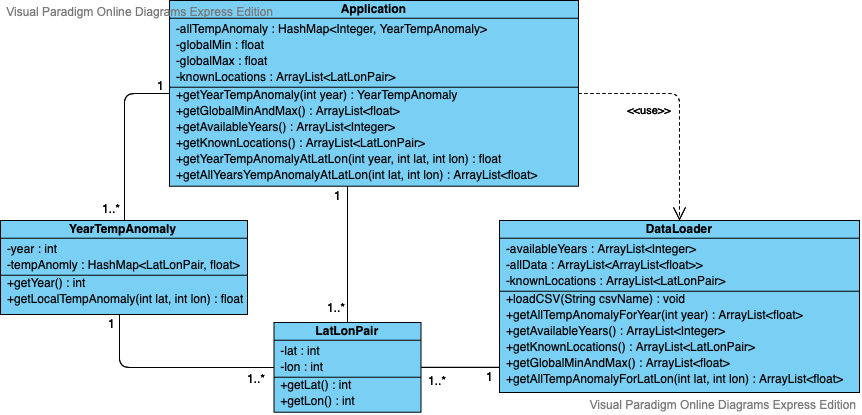 Visual Paradigm Online Diagrams Express Edition
Application
-allTempAnomaly : HashMap<Integer, YearTempAnomaly>
-globalMin : float
-globalMax : float
-knownLocations : ArrayList<LatLonPair>
+getYearTempAnomaly(int year) : YearTempAnomaly
+getGlobalMinAndMax() : ArrayList<float>
+getAvailableYears() : ArrayList<Integer>
+getKnownLocations() : ArrayList<LatLonPair>
+getYearTempAnomalyAtLatLon(int year, int lat, int lon) : float
+getAllYearsYempAnomalyAtLatLon(int lat, int lon) : ArrayList<float>
1
<<use>>
1
1..*
YearTempAnomaly
-year : int
-tempAnomly : HashMap<LatLonPair, float>
+getYear() : int
+getLocalTempAnomaly(int lat, int lon) : float
DataLoader
-availableYears : ArrayList<Integer>
-allData : ArrayList<ArrayList<float>>
-knownLocations : ArrayList<LatLonPair>
+loadCSV(String csvName) : void
+getAllTempAnomalyForYear(int year) : ArrayList<float>
+getAvailableYears() : ArrayList<Integer>
+getKnownLocations() : ArrayList<LatLonPair>
+getGlobalMinAndMax() : ArrayList<float>
+getAllTempAnomalyForLatLon(int lat, int lon) : ArrayList<float>
1..*
1
LatLonPair
-lat : int
-lon : int
+getLat() : int
+getLon() : int
1..*
1..*
1
Visual Paradigm Online Diagrams Express Edition